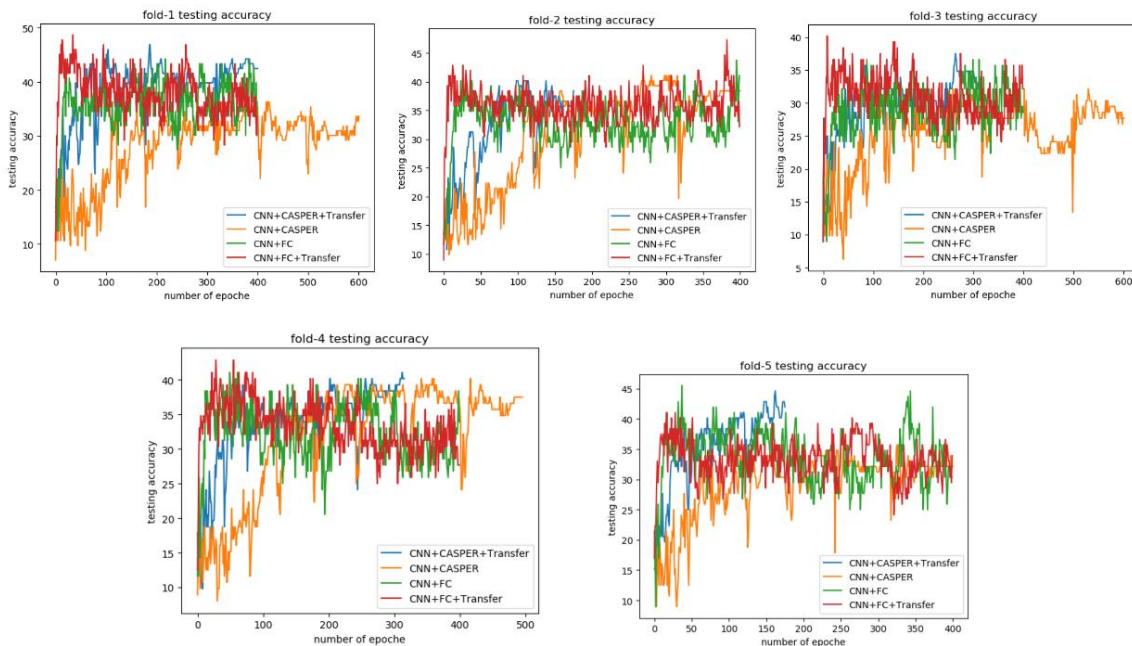 fold-1 testing accuracy
50
40
30
20
10
testing accuracy
CNN+CASPER+Transfer
CNN+CASPER
CNN+FC
CNN+FC+Transfer
0 100 200 300 400 500 600
number of epoche
fold-2 testing accuracy
45
40
35
30
25
20
15
10
testing accuracy
CNN+CASPER+Transfer
CNN+CASPER
CNN+FC
CNN+FC+Transfer
0 50 100 150 200 250 300 350 400
number of epoche
fold-3 testing accuracy
40
35
30
25
20
15
10
5
testing accuracy
CNN+CASPER+Transfer
CNN+CASPER
CNN+FC
CNN+FC+Transfer
0 100 200 300 400 500 600
number of epoche
fold-4 testing accuracy
40
35
30
25
20
15
10
testing accuracy
CNN+CASPER+Transfer
CNN+CASPER
CNN+FC
CNN+FC+Transfer
0 100 200 300 400 500
number of epoche
fold-5 testing accuracy
45
40
35
30
25
20
15
10
testing accuracy
CNN+CASPER+Transfer
CNN+CASPER
CNN+FC
CNN+FC+Transfer
0 50 100 150 200 250 300 350 400
number of epoche